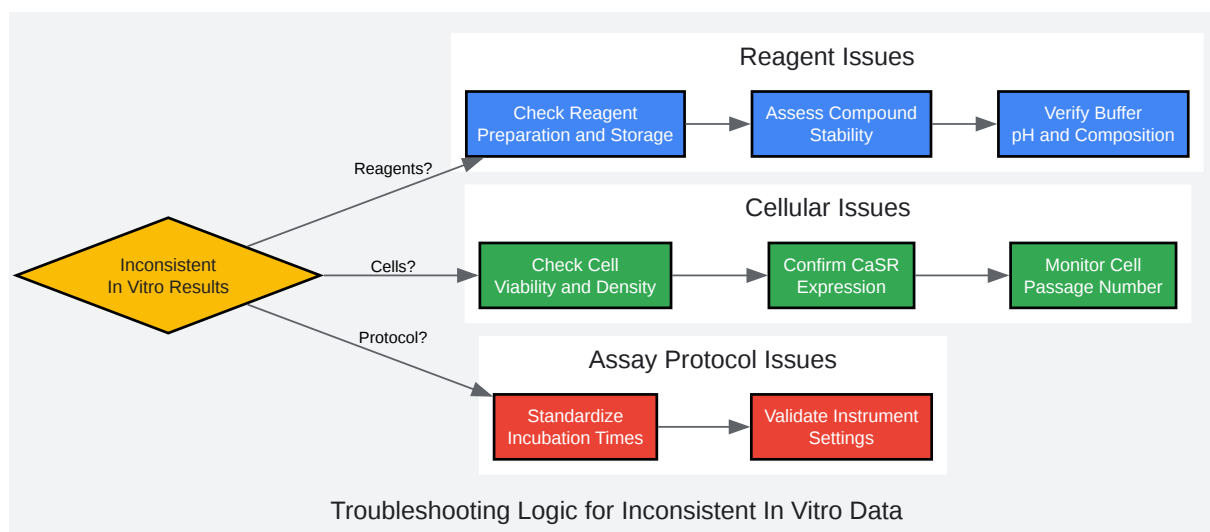 Reagent Issues
Check Reagent
Preparation and Storage
Assess Compound
Stability
Verify Buffer
pH and Composition
Reagents?
Cellular Issues
Inconsistent
In Vitro Results
Cells?
Check Cell
Viability and Density
Confirm CaSR
Expression
Monitor Cell
Passage Number
Protocol?
Assay Protocol Issues
Standardize
Incubation Times
Validate Instrument
Settings
Troubleshooting Logic for Inconsistent In Vitro Data